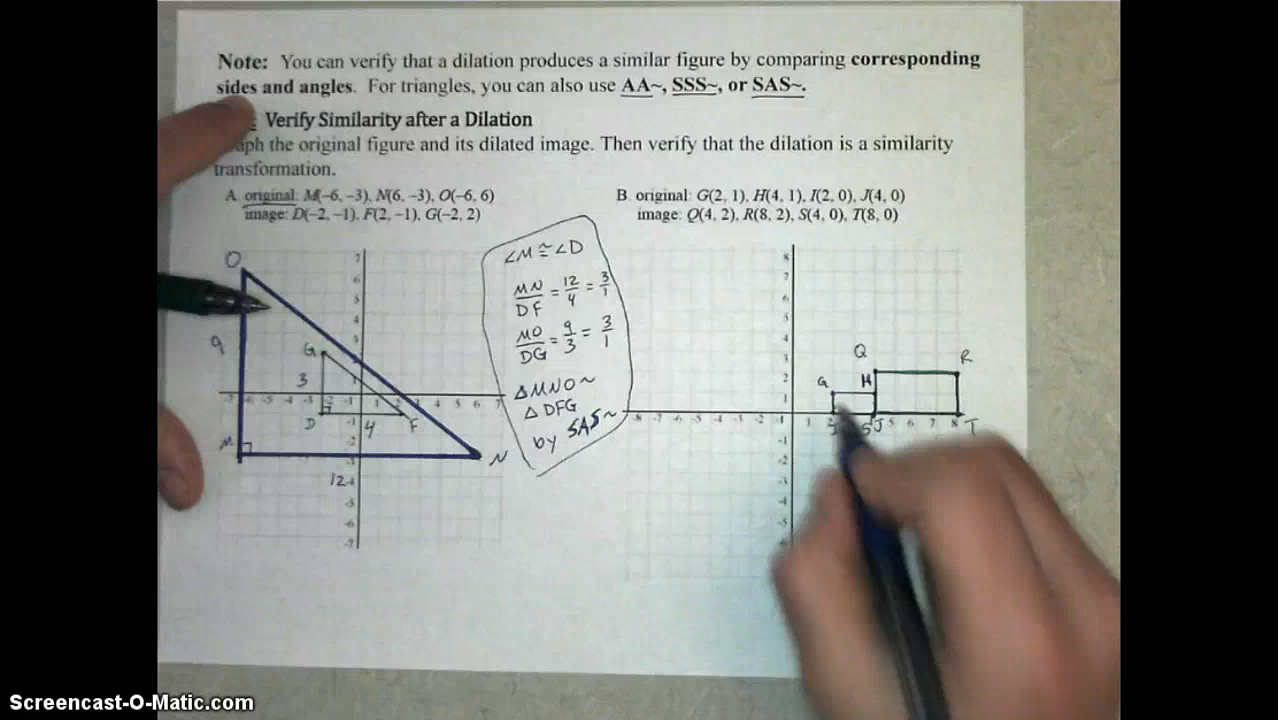 Note: You can verify that a dilation produces a similar figure by comparing corresponding
sides and angles. For triangles, you can also use AA~, SSS~, or SAS~.
Verify Similarity after a Dilation
the original figure and its dilated image. Then verify that the dilation is a similarity
transformation.
A. original: M(−6, −3), N(6, −3), O(−6, 6)
image: D(−2, −1), F(2, −1), G(−2, 2)
B. original: G(2, 1), H(4, 1), I(2, 0), J(4, 0)
image: Q(4, 2), R(8, 2), S(4, 0), T(8, 0)
O
9
G
3
D
4
F
M
N
12
∠M ≅ ∠D
MN/DF = 12/4 = 3/1
MO/DG = 9/3 = 3/1
△MNO ~
△DFG
by SAS~
Q
R
G
H
S J
T
Screencast-O-Matic.com